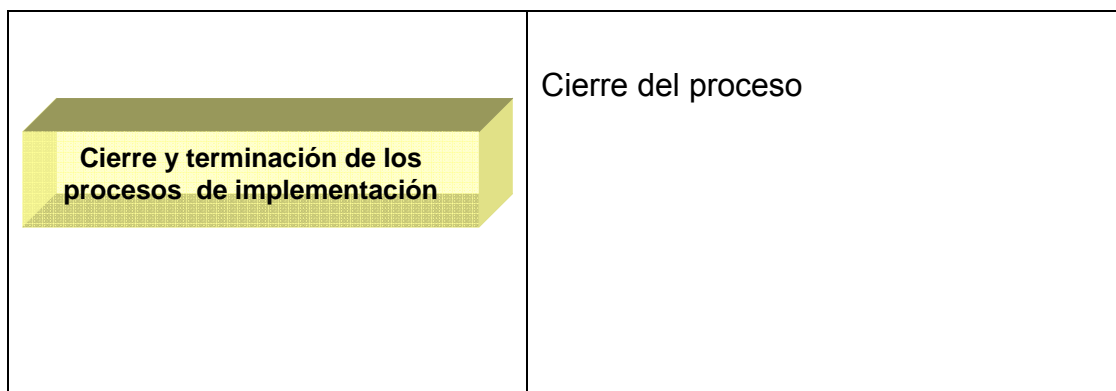 Cierre y terminación de los
procesos de implementación
Cierre del proceso